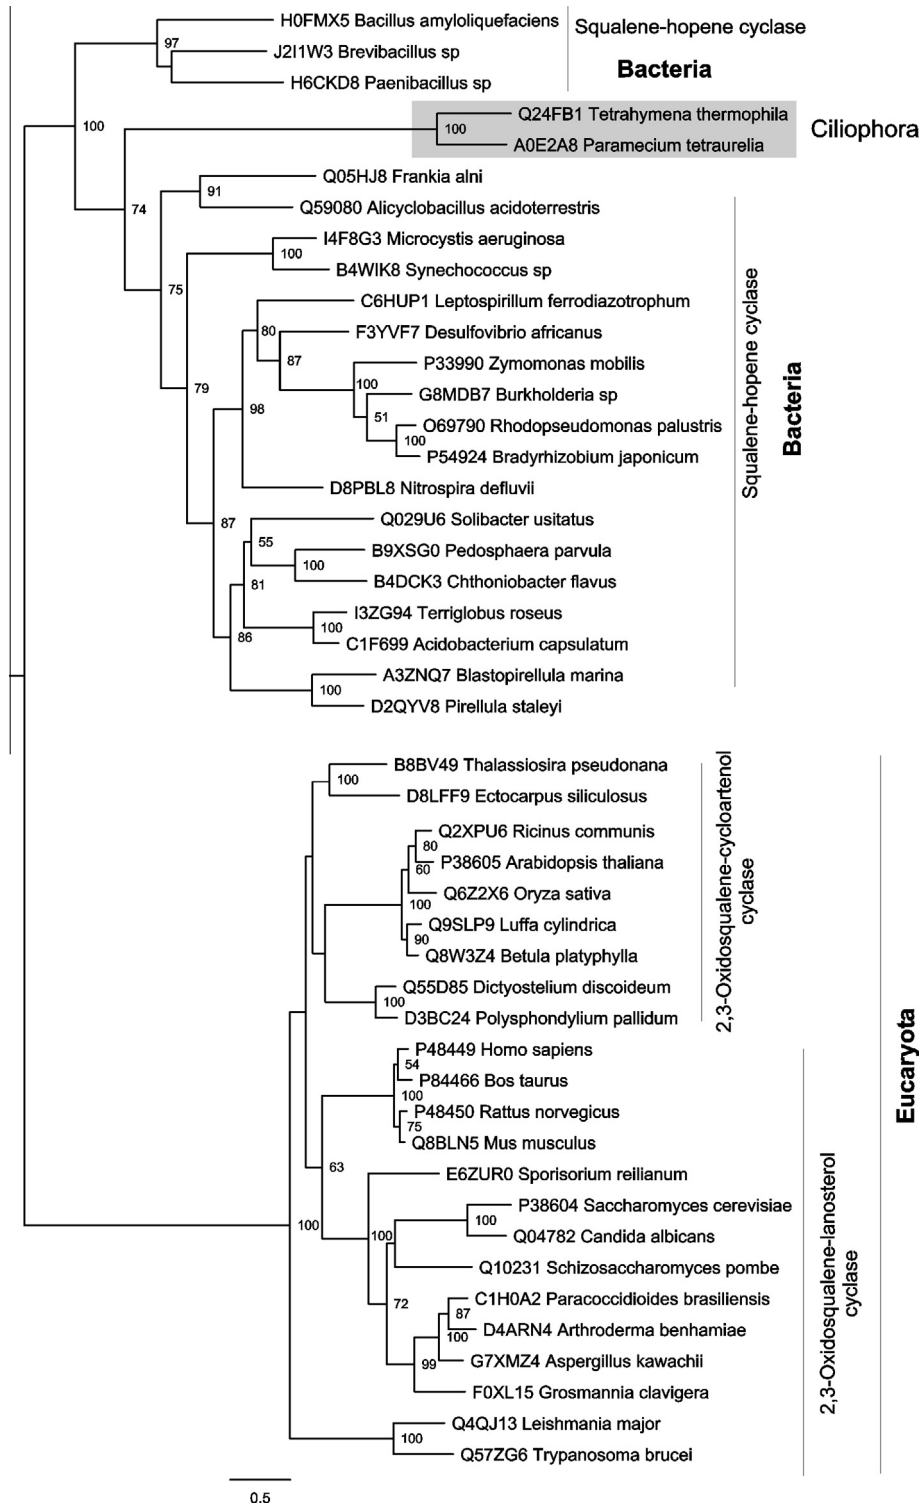 H0FMX5 Bacillus amyloliquefaciens
97
J2I1W3 Brevibacillus sp
H6CKD8 Paenibacillus sp
Squalene-hopene cyclase
Bacteria
100
Q24FB1 Tetrahymena thermophila
100
A0E2A8 Paramecium tetraurelia
Ciliophora
74
Q05HJ8 Frankia alni
91
Q59080 Alicyclobacillus acidoterrestris
75
I4F8G3 Microcystis aeruginosa
100
B4WIK8 Synechococcus sp
79
C6HUP1 Leptospirillum ferrodiazotrophum
80
F3YVF7 Desulfovibrio africanus
87
P33990 Zymomonas mobilis
100
G8MDB7 Burkholderia sp
51
O69790 Rhodopseudomonas palustris
100
P54924 Bradyrhizobium japonicum
98
D8PBL8 Nitrospira defluvii
87
Q029U6 Solibacter usitatus
55
B9XSG0 Pedosphaera parvula
100
B4DCK3 Chthoniobacter flavus
81
I3ZG94 Terriglobus roseus
100
C1F699 Acidobacterium capsulatum
86
A3ZNQ7 Blastopirellula marina
100
D2QYV8 Pirellula staleyi
Squalene-hopene cyclase
Bacteria
B8BV49 Thalassiosira pseudonana
100
D8LFF9 Ectocarpus siliculosus
Q2XPU6 Ricinus communis
80
P38605 Arabidopsis thaliana
60
Q6Z2X6 Oryza sativa
100
Q9SLP9 Luffa cylindrica
90
Q8W3Z4 Betula platyphylla
Q55D85 Dictyostelium discoideum
100
D3BC24 Polysphondylium pallidum
2,3-Oxidosqualene-cycloartenol
cyclase
P48449 Homo sapiens
54
P84466 Bos taurus
100
P48450 Rattus norvegicus
75
Q8BLN5 Mus musculus
63
E6ZUR0 Sporisorium reilianum
100
P38604 Saccharomyces cerevisiae
100
Q04782 Candida albicans
100
Q10231 Schizosaccharomyces pombe
72
C1H0A2 Paracoccidioides brasiliensis
87
D4ARN4 Arthroderma benhamiae
100
G7XMZ4 Aspergillus kawachii
99
F0XL15 Grosmannia clavigera
Q4QJ13 Leishmania major
100
Q57ZG6 Trypanosoma brucei
2,3-Oxidosqualene-lanosterol
cyclase
Eucaryota
0.5